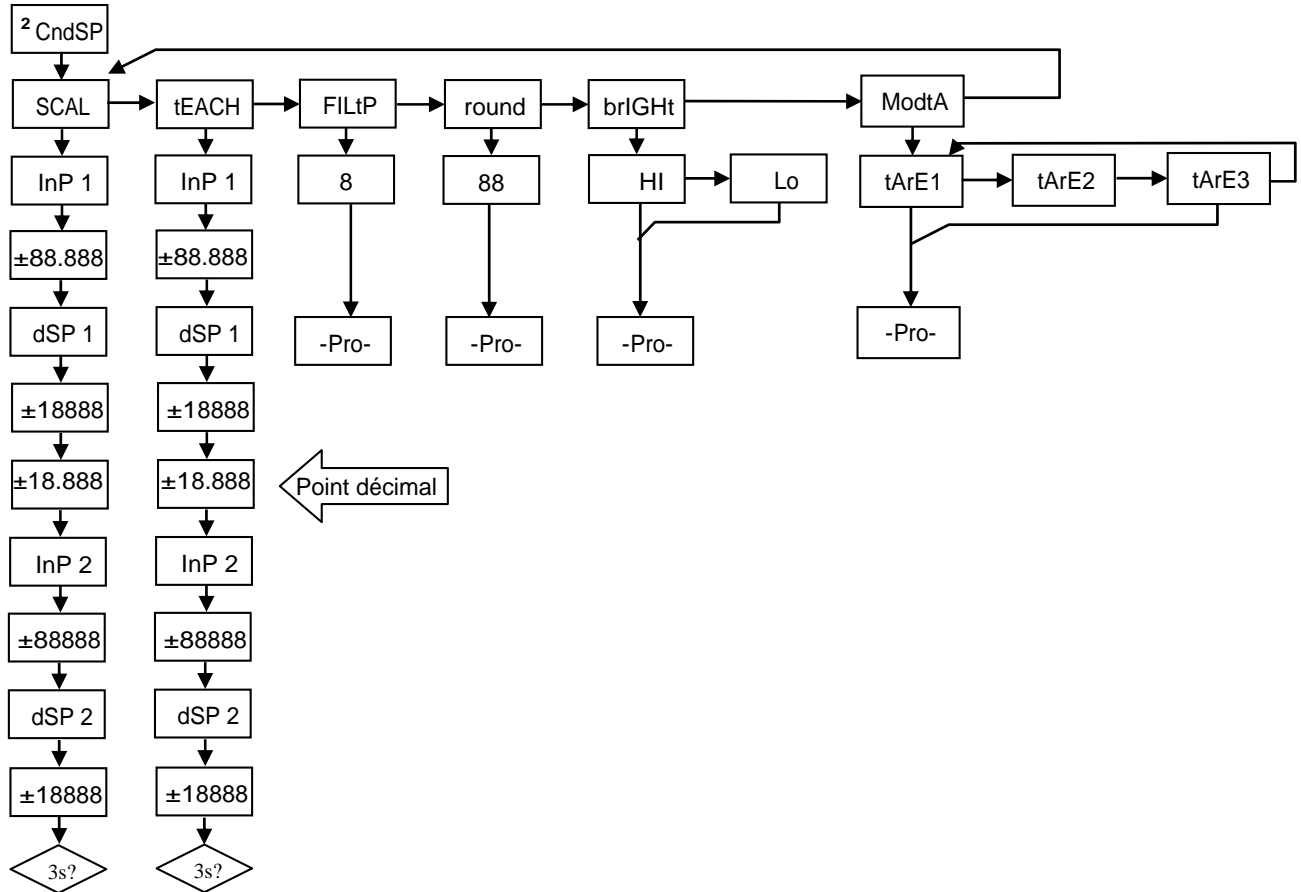 ² CndSP
SCAL
tEACH
FILtP
round
brIGHt
ModtA
InP 1
InP 1
8
88
HI
Lo
tArE1
tArE2
tArE3
±88.888
±88.888
dSP 1
dSP 1
-Pro-
-Pro-
-Pro-
-Pro-
±18888
±18888
±18.888
±18.888
Point décimal
InP 2
InP 2
±88888
±88888
dSP 2
dSP 2
±18888
±18888
3s?
3s?